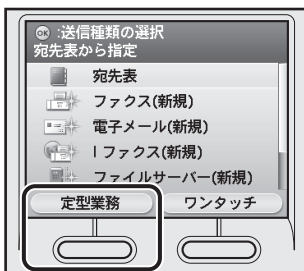 OK :送信種類の選択
宛先表から指定
宛先表
ファクス(新規)
電子メール(新規)
Iファクス(新規)
ファイルサーバー(新規)
定型業務 ワンタッチ